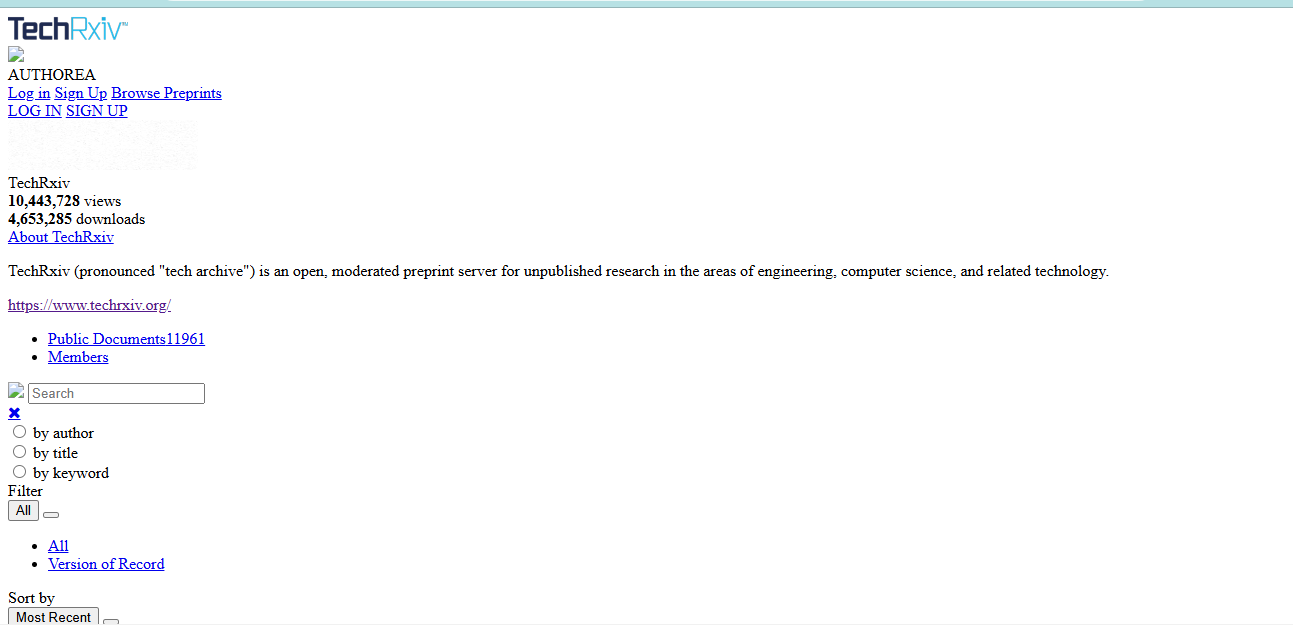 TechRxiv™
AUTHOREA
Log in Sign Up Browse Preprints
LOG IN SIGN UP
TechRxiv
10,443,728 views
4,653,285 downloads
About TechRxiv
TechRxiv (pronounced "tech archive") is an open, moderated preprint server for unpublished research in the areas of engineering, computer science, and related technology.
https://www.techrxiv.org/
Public Documents11961
Members
Search
by author
by title
by keyword
Filter
All
All
Version of Record
Sort by
Most Recent